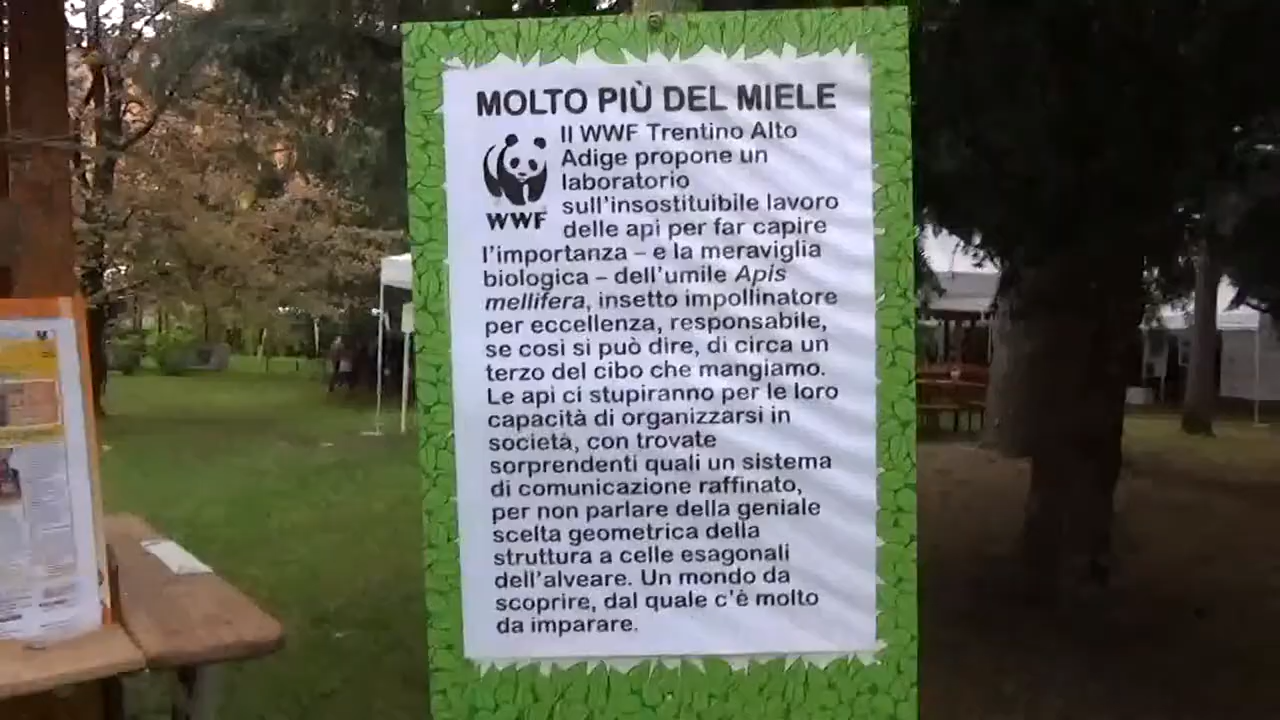 MOLTO PIÙ DEL MIELE
Il WWF Trentino Alto
Adige propone un
laboratorio
sull'insostituibile lavoro
delle api per far capire
WWF
l'importanza – e la meraviglia
biologica – dell'umile Apis
mellifera, insetto impollinatore
per eccellenza, responsabile,
se così si può dire, di circa un
terzo del cibo che mangiamo.
Le api ci stupiranno per le loro
capacità di organizzarsi in
società, con trovate
sorprendenti quali un sistema
di comunicazione raffinato,
per non parlare della geniale
scelta geometrica della
struttura a celle esagonali
dell'alveare. Un mondo da
scoprire, dal quale c'è molto
da imparare.